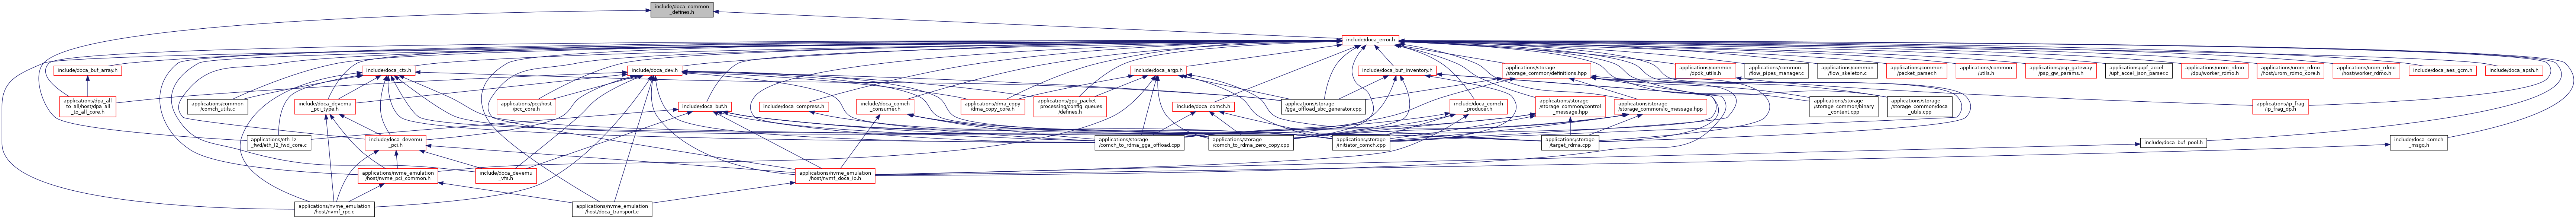 include/doca_common
_defines.h
include/doca_error.h
include/doca_buf_array.h
include/doca_ctx.h
include/doca_dev.h
include/doca_argp.h
include/doca_buf_inventory.h
applications/storage
/storage_common/definitions.hpp
applications/common
/dpdk_utils.h
applications/common
/flow_pipes_manager.c
applications/common
/flow_skeleton.c
applications/common
/packet_parser.h
applications/common
/utils.h
applications/psp_gateway
/psp_gw_params.h
applications/upf_accel
/upf_accel_json_parser.c
applications/urom_rdmo
/dpu/worker_rdmo.h
applications/urom_rdmo
/host/urom_rdmo_core.h
applications/urom_rdmo
/host/worker_rdmo.h
include/doca_aes_gcm.h
include/doca_apsh.h
applications/dpa_all
_to_all/host/dpa_all
_to_all_core.h
applications/common
/comch_utils.c
include/doca_devemu
_pci_type.h
applications/pcc/host
/pcc_core.h
include/doca_buf.h
include/doca_compress.h
include/doca_comch
_consumer.h
applications/dma_copy
/dma_copy_core.h
applications/gpu_packet
_processing/config_queues
/defines.h
include/doca_comch.h
applications/storage
/gga_offload_sbc_generator.cpp
include/doca_comch
_producer.h
applications/storage
/storage_common/control
_message.hpp
applications/storage
/storage_common/io_message.hpp
applications/storage
/storage_common/binary
_content.cpp
applications/storage
/storage_common/doca
_utils.cpp
applications/ip_frag
/ip_frag_dp.h
applications/eth_l2
_fwd/eth_l2_fwd_core.c
include/doca_devemu
_pci.h
applications/storage
/comch_to_rdma_gga_offload.cpp
applications/storage
/comch_to_rdma_zero_copy.cpp
applications/storage
/initiator_comch.cpp
applications/storage
/target_rdma.cpp
include/doca_buf_pool.h
include/doca_comch
_msgq.h
applications/nvme_emulation
/host/nvme_pci_common.h
include/doca_devemu
_vfs.h
applications/nvme_emulation
/host/nvmf_doca_io.h
applications/nvme_emulation
/host/nvmf_rpc.c
applications/nvme_emulation
/host/doca_transport.c